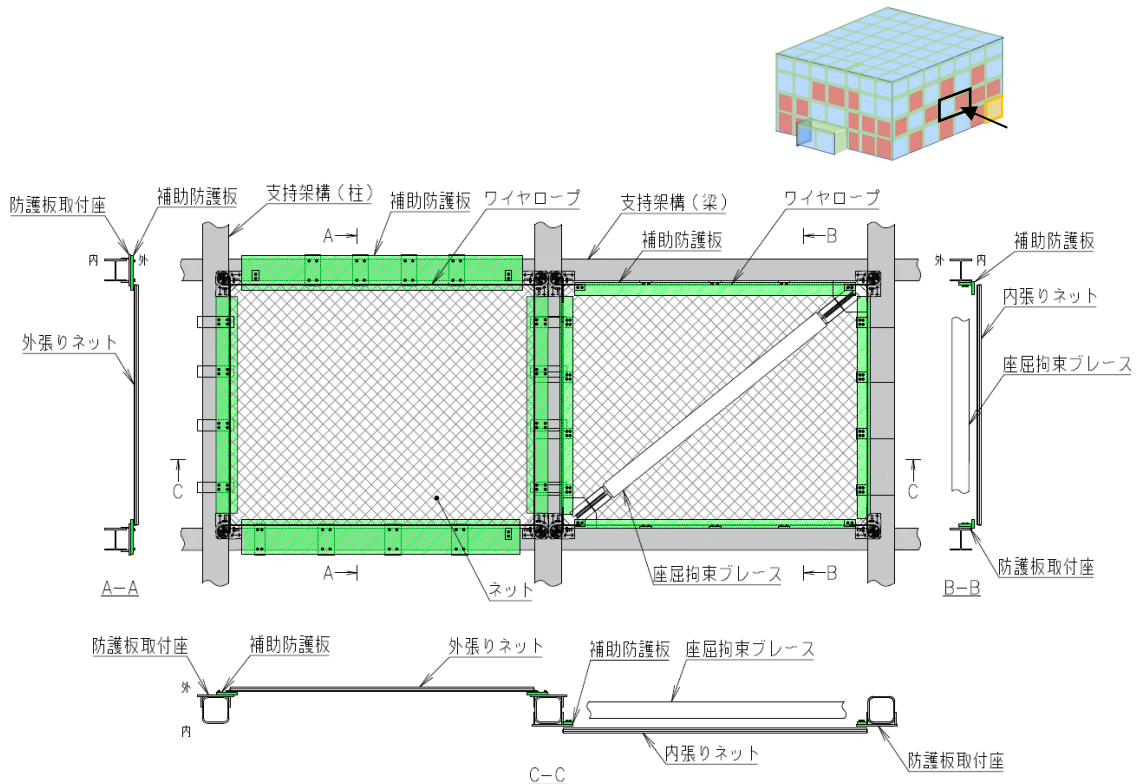 支持架構(柱)
補助防護板
ワイヤロープ
支持架構(梁)
ワイヤロープ
補助防護板
防護板取付座
補助防護板
補助防護板
A
B
内
外
外
内
内張りネット
外張りネット
座屈拘束ブレース
C
C
A
B
座屈拘束ブレース
防護板取付座
ネット
A-A
B-B
防護板取付座
補助防護板
外張りネット
補助防護板
座屈拘束ブレース
外
内
内張りネット
防護板取付座
C-C